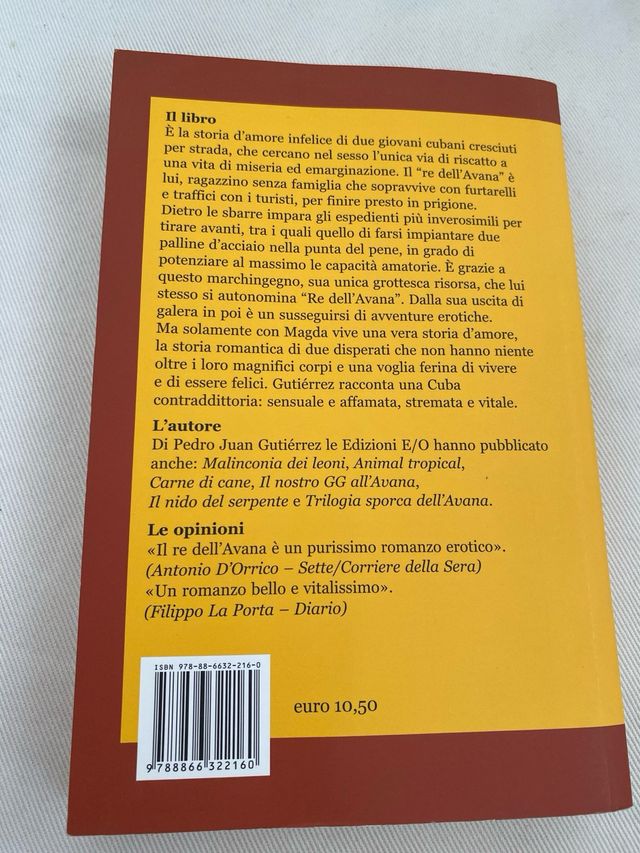 Il libro
È la storia d'amore infelice di due giovani cubani cresciuti
per strada, che cercano nel sesso l'unica via di riscatto a
una vita di miseria ed emarginazione. Il “re dell'Avana” è
lui, ragazzino senza famiglia che sopravvive con furtarelli
e traffici con i turisti, per finire presto in prigione.
Dietro le sbarre impara gli espedienti più inverosimili per
tirare avanti, tra i quali quello di farsi impiantare due
palline d'acciaio nella punta del pene, in grado di
potenziare al massimo le capacità amatorie. È grazie a
questo marchingegno, sua unica grottesca risorsa, che lui
stesso si autonomina “Re dell'Avana”. Dalla sua uscita di
galera in poi è un susseguirsi di avventure erotiche.
Ma solamente con Magda vive una vera storia d'amore,
la storia romantica di due disperati che non hanno niente
oltre i loro magnifici corpi e una voglia ferina di vivere
e di essere felici. Gutiérrez racconta una Cuba
contraddittoria: sensuale e affamata, stremata e vitale.
L'autore
Di Pedro Juan Gutiérrez le Edizioni E/O hanno pubblicato
anche: Malinconia dei leoni, Animal tropical,
Carne di cane, Il nostro GG all'Avana,
Il nido del serpente e Trilogia sporca dell'Avana.
Le opinioni
«Il re dell'Avana è un purissimo romanzo erotico».
(Antonio D'Orrico – Sette/Corriere della Sera)
«Un romanzo bello e vitalissimo».
(Filippo La Porta – Diario)
ISBN 978-88-6632-216-0
euro 10,50
9 788866 322160